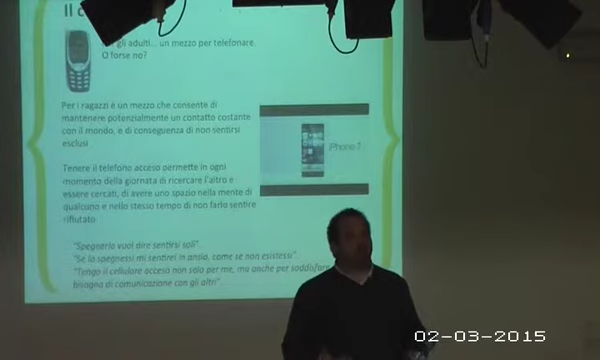 Il
gli adulti... un mezzo per telefonare.
O forse no?
Per i ragazzi è un mezzo che consente di
mantenere potenzialmente un contatto costante
con il mondo, e di conseguenza di non sentirsi
esclusi
iPhone
Tenere il telefono acceso permette in ogni
momento della giornata di ricercare l'altro e
essere cercati, di avere uno spazio nella mente di
qualcuno e nello stesso tempo di non farlo sentire
rifiutato
"Spegnerlo vuol dire sentirsi soli".
"Se lo spegnessi mi sentirei in ansia, come se non esistessi".
"Tengo il cellulare acceso non solo per me, ma anche per soddisfare
bisogno di comunicazione con gli altri".
02-03-2015